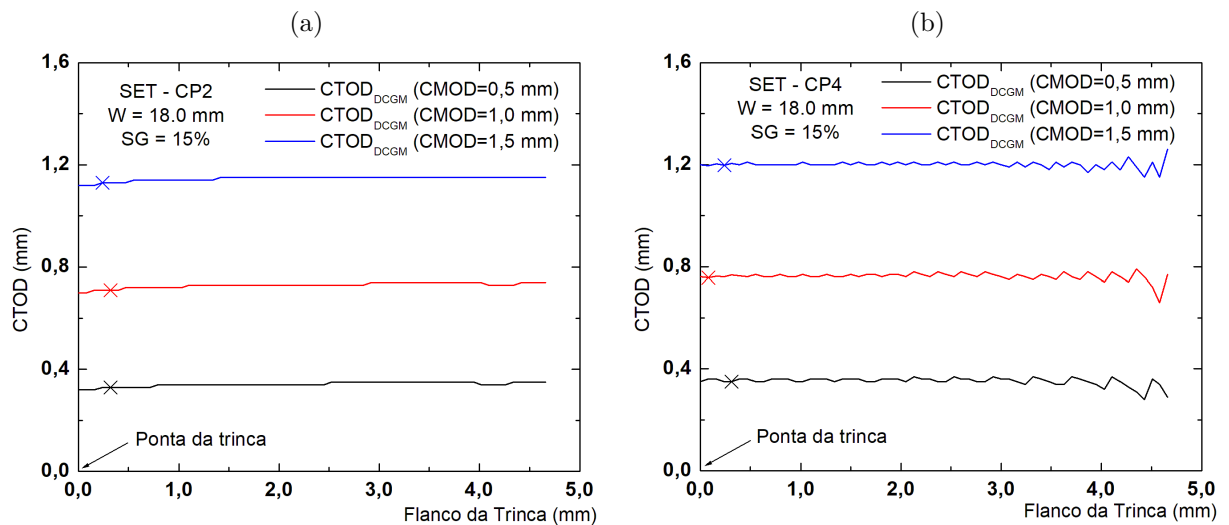 (a)
1,6
1,2
0,8
0,4
0,0
CTOD (mm)
SET - CP2
W = 18.0 mm
SG = 15%
CTOD_DCGM (CMOD=0,5 mm)
CTOD_DCGM (CMOD=1,0 mm)
CTOD_DCGM (CMOD=1,5 mm)
Ponta da trinca
0,0 1,0 2,0 3,0 4,0 5,0
Flanco da Trinca (mm)
(b)
1,6
1,2
0,8
0,4
0,0
CTOD (mm)
SET - CP4
W = 18.0 mm
SG = 15%
CTOD_DCGM (CMOD=0,5 mm)
CTOD_DCGM (CMOD=1,0 mm)
CTOD_DCGM (CMOD=1,5 mm)
Ponta da trinca
0,0 1,0 2,0 3,0 4,0 5,0
Flanco da Trinca (mm)